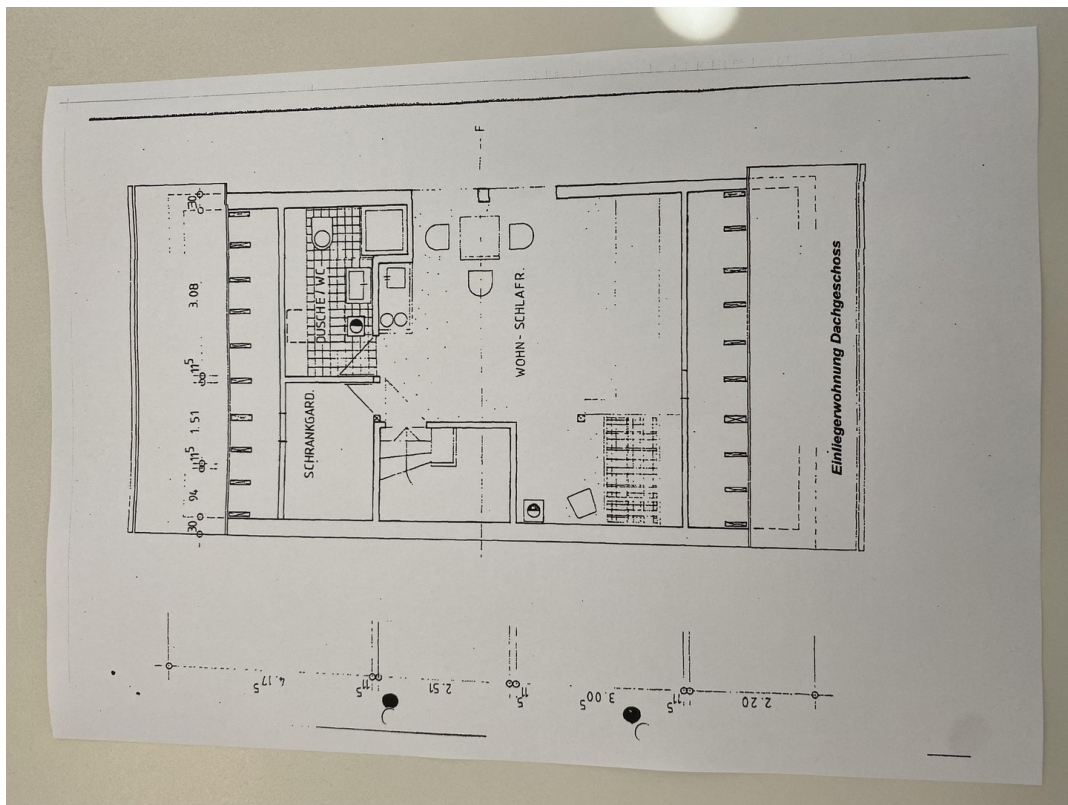 F
30
3.08
11⁵
1.51
11⁵
94
30
DUSCHE / WC
SCHRANKGARD.
WOHN- SCHLAFR.
Einliegerwohnung Dachgeschoss
4.17⁵
11⁵
2.51
11⁵
3.00⁵
11⁵
2.20